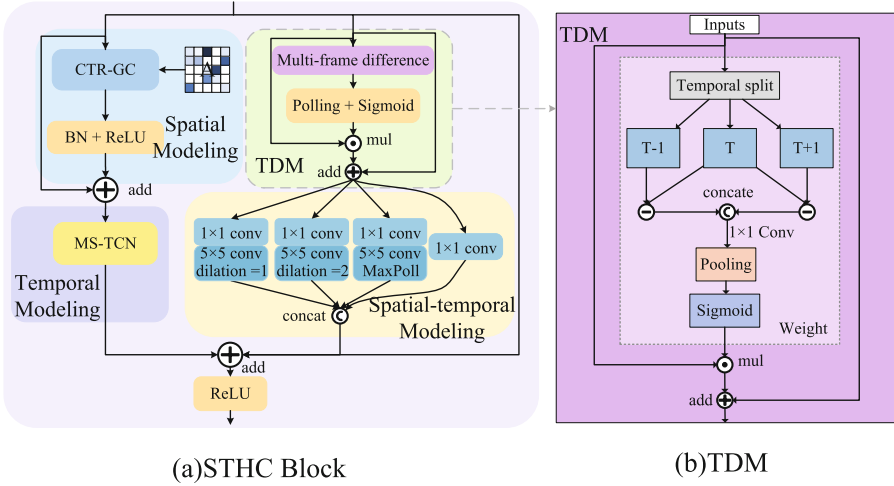 CTR-GC
A
BN + ReLU
Spatial
Modeling
add
MS-TCN
Temporal
Modeling
Multi-frame difference
Polling + Sigmoid
mul
TDM
add
1×1 conv
5×5 conv
dilation =1
1×1 conv
5×5 conv
dilation =2
1×1 conv
5×5 conv
MaxPoll
1×1 conv
concat
C
Spatial-temporal
Modeling
add
ReLU
(a)STHC Block
Inputs
TDM
Temporal split
T-1
T
T+1
concate
C
1×1 Conv
Pooling
Sigmoid
Weight
mul
add
(b)TDM